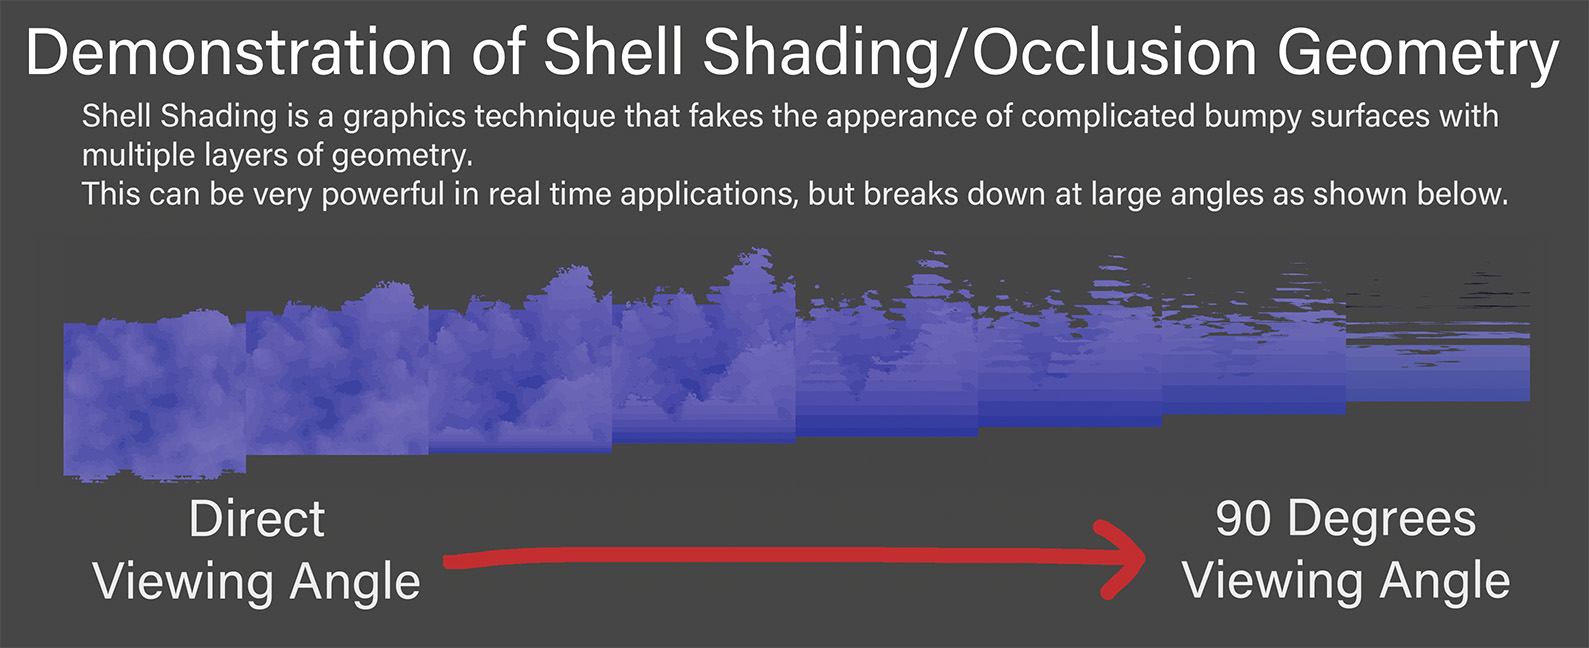 Demonstration of Shell Shading/Occlusion Geometry
Shell Shading is a graphics technique that fakes the apperance of complicated bumpy surfaces with
multiple layers of geometry.
This can be very powerful in real time applications, but breaks down at large angles as shown below.
Direct
Viewing Angle
90 Degrees
Viewing Angle